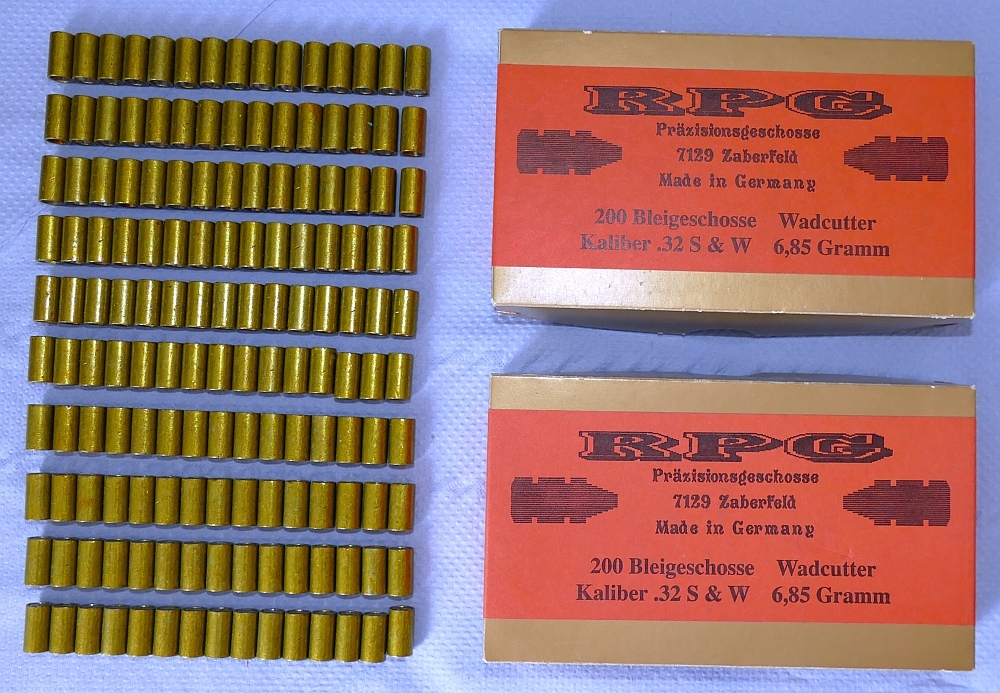 RPG
Präzisionsgeschosse
7129 Zaberfeld
Made in Germany
200 Bleigeschosse Wadcutter
Kaliber .32 S & W 6,85 Gramm
RPG
Präzisionsgeschosse
7129 Zaberfeld
Made in Germany
200 Bleigeschosse Wadcutter
Kaliber .32 S & W 6,85 Gramm